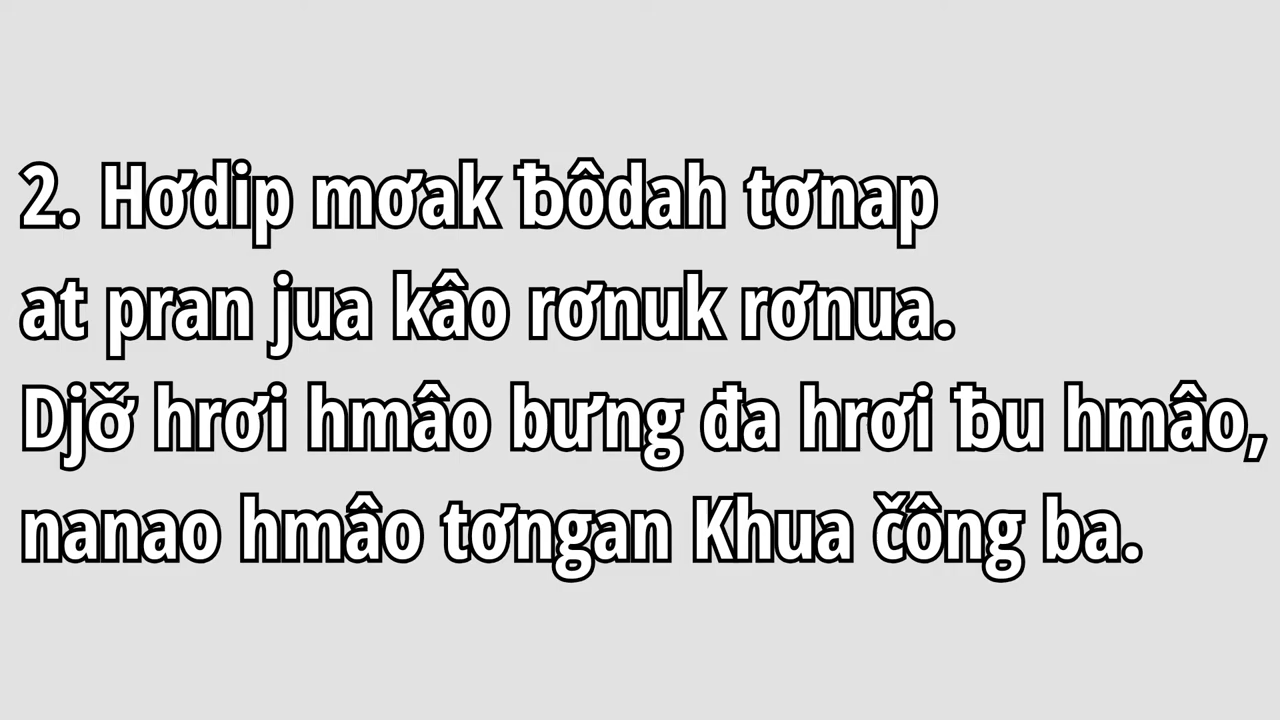 2. Hơdip mơak ƀôdah tơnap
at pran jua kâo rơnuk rơnua.
Djơ̆ hrơi hmâo bưng đa hrơi ƀu hmâo,
nanao hmâo tơngan Khua čông ba.